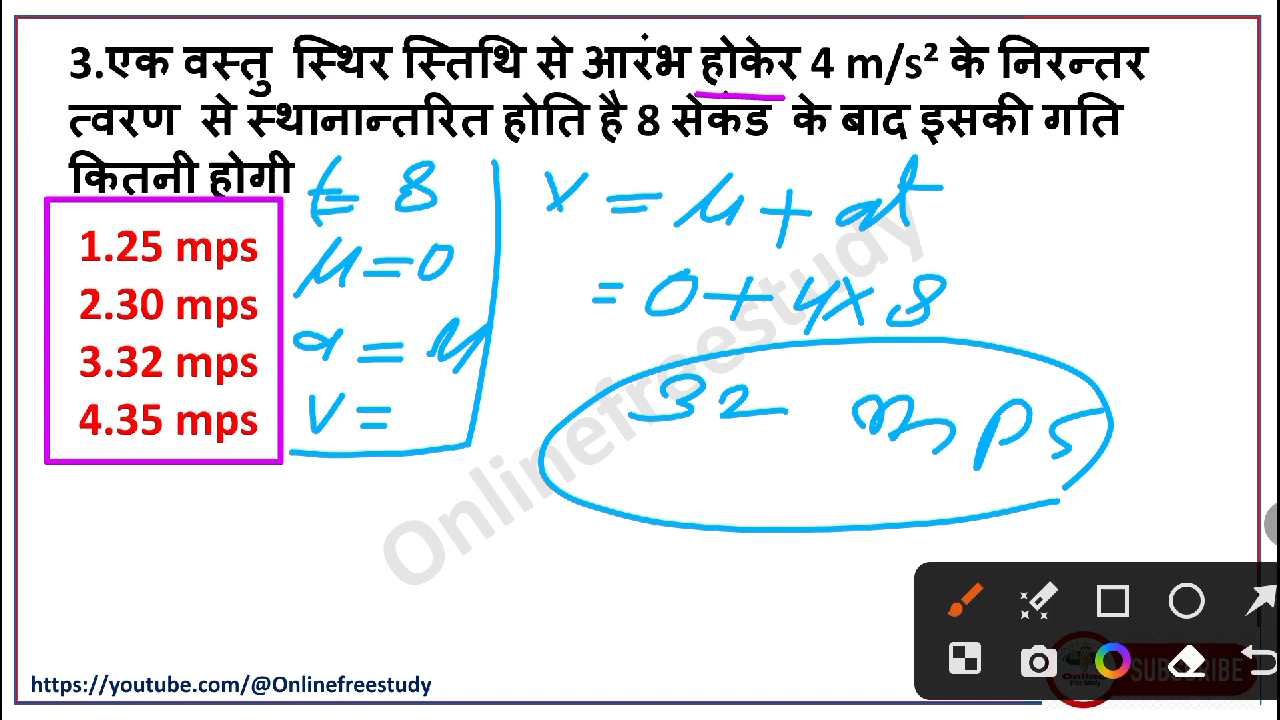 3.एक वस्तु स्थिर स्तिथि से आरंभ होकेर 4 m/s² के निरन्तर
त्वरण से स्थानान्तरित होति है 8 सेकंड के बाद इसकी गति
कितनी होगी
1.25 mps
2.30 mps
3.32 mps
4.35 mps
t = 8
μ = 0
a = 4
v =
v = μ + at
= 0 + 4 × 8
32 mps
Onlinefreestudy
https://youtube.com/@Onlinefreestudy
SUBSCRIBE
Online